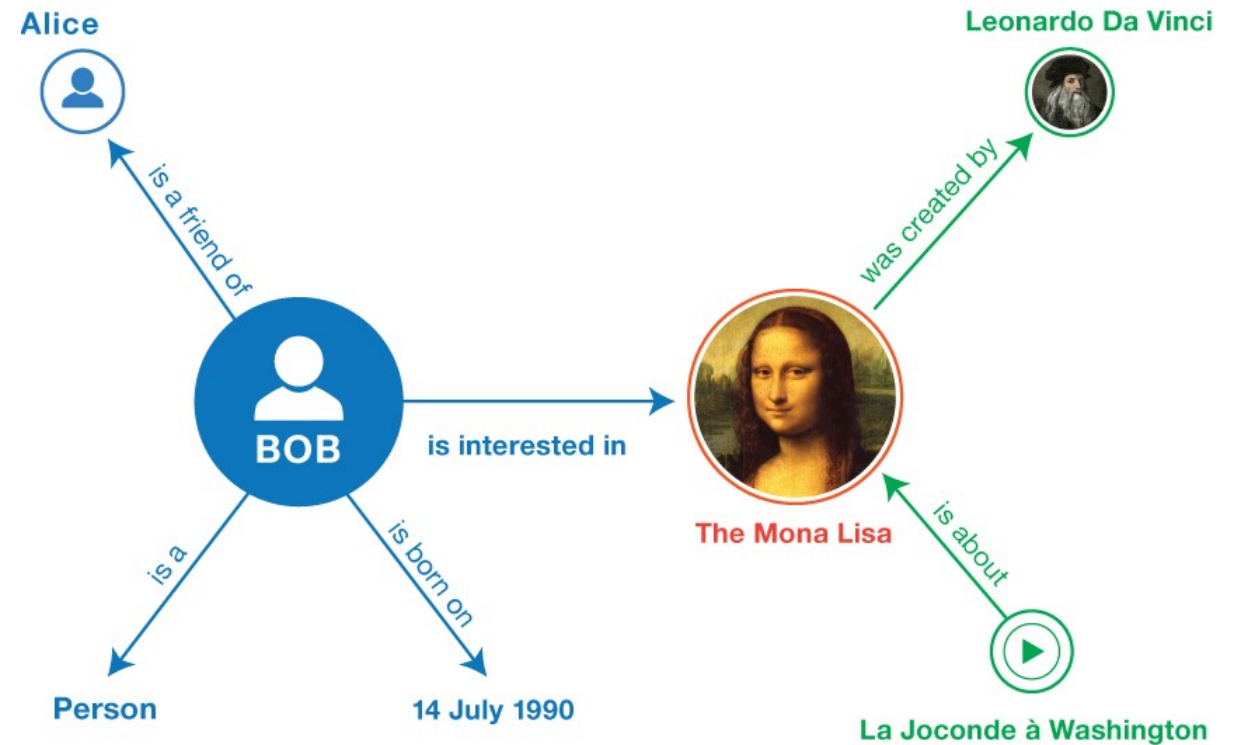 Alice
Leonardo Da Vinci
is a friend of
was created by
BOB
is interested in
The Mona Lisa
is a
is born on
is about
Person
14 July 1990
La Joconde à Washington